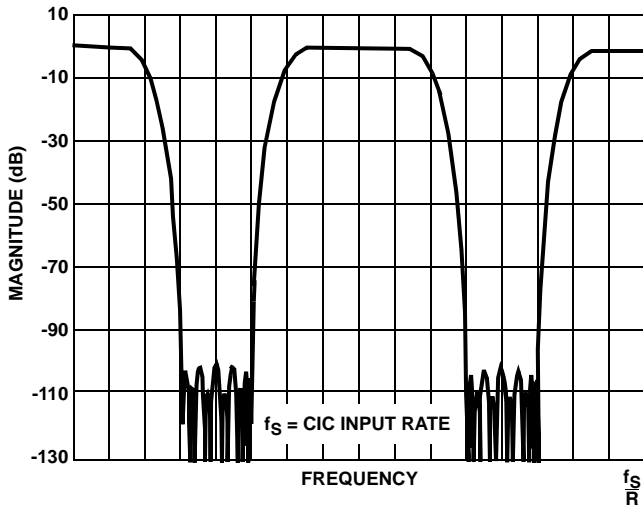 10
-10
-30
-50
-70
-90
-110
-130
MAGNITUDE (dB)
fS = CIC INPUT RATE
FREQUENCY
fS
R